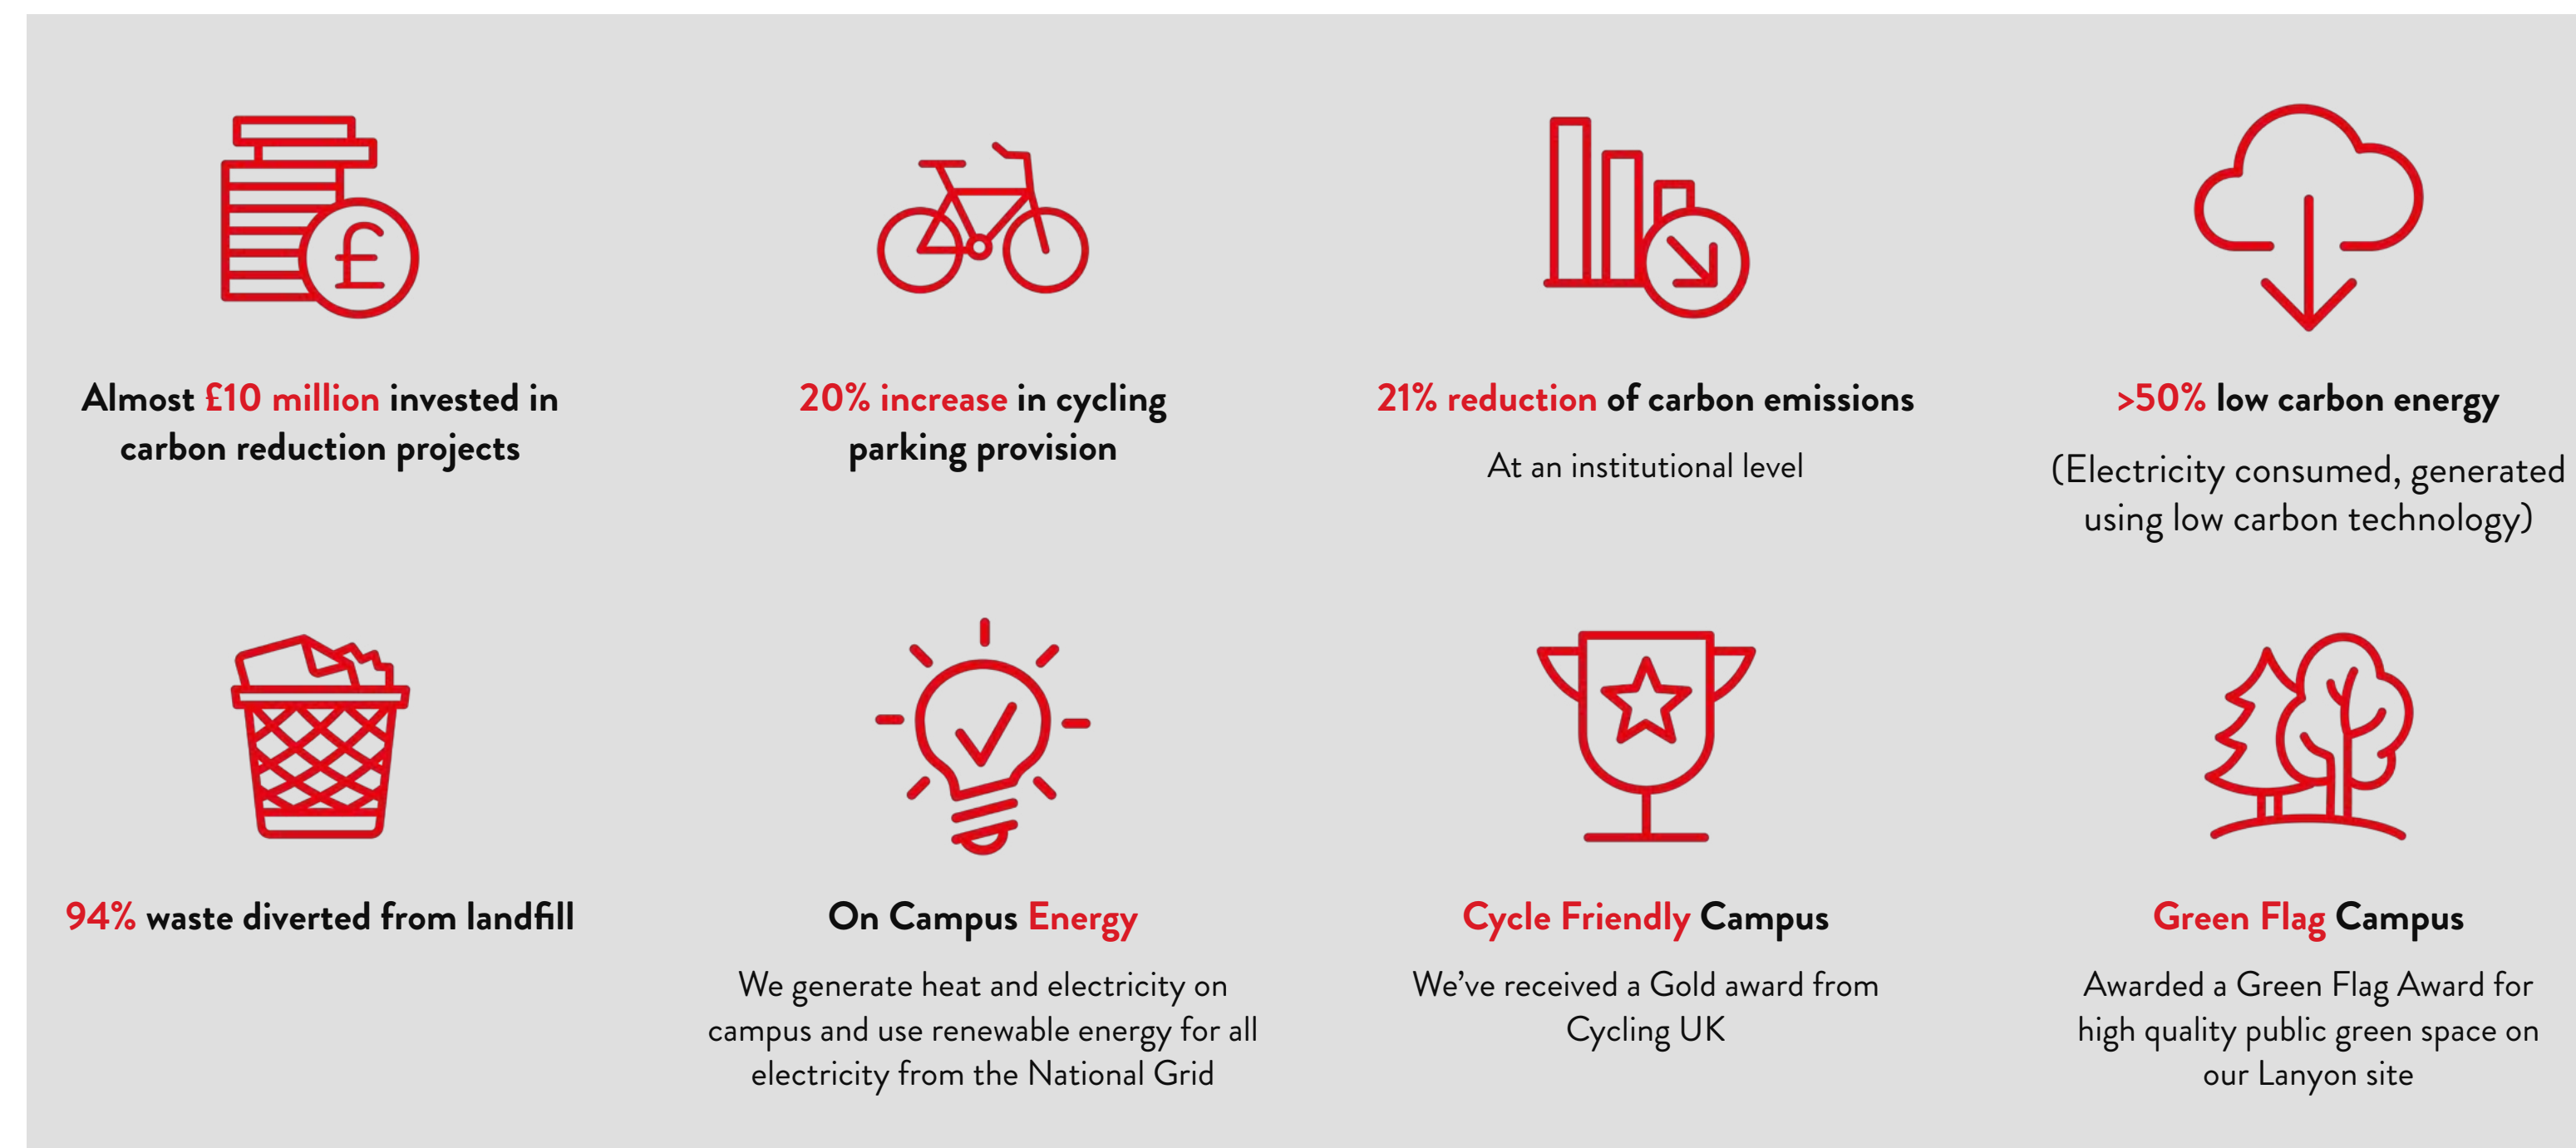 £
Almost £10 million invested in
carbon reduction projects
20% increase in cycling
parking provision
21% reduction of carbon emissions
At an institutional level
>50% low carbon energy
(Electricity consumed, generated
using low carbon technology)
94% waste diverted from landfill
On Campus Energy
We generate heat and electricity on
campus and use renewable energy for all
electricity from the National Grid
Cycle Friendly Campus
We’ve received a Gold award from
Cycling UK
Green Flag Campus
Awarded a Green Flag Award for
high quality public green space on
our Lanyon site